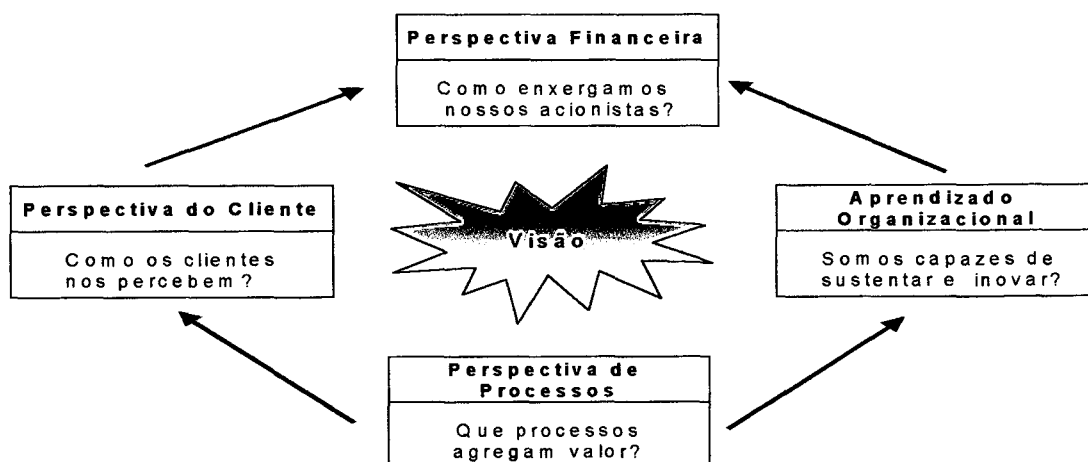 Perspectiva Financeira
Como enxergamos
nossos acionistas?
Perspectiva do Cliente
Como os clientes
nos percebem?
Visão
Aprendizado
Organizacional
Somos capazes de
sustentar e inovar?
Perspectiva de
Processos
Que processos
agregam valor?